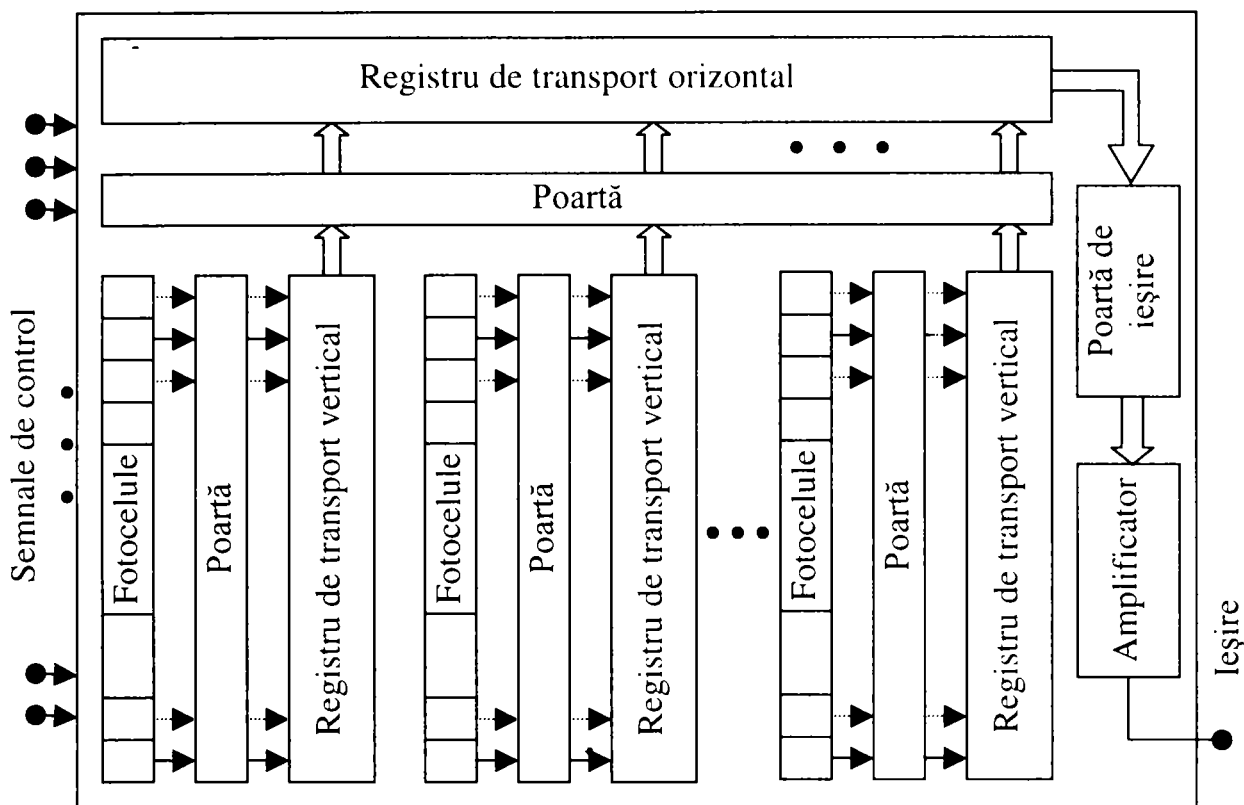 Registru de transport orizontal
Poartă
Semnale de control
Fotocelule
Poartă
Registru de transport vertical
Fotocelule
Poartă
Registru de transport vertical
Fotocelule
Poartă
Registru de transport vertical
Poartă de
ieșire
Amplificator
Ieșire